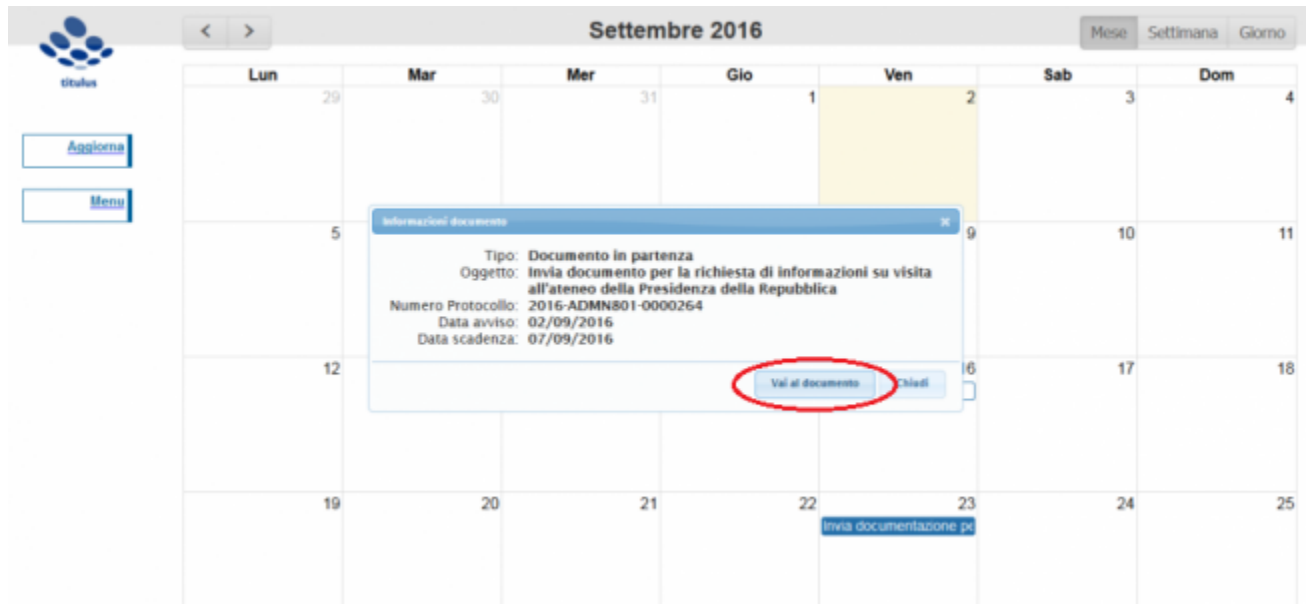 < > Settembre 2016 Mese Settimana Giorno
titulus
Lun Mar Mer Gio Ven Sab Dom
29 30 31 1 2 3 4
Aggiorna
Menu
Informazioni documento ×
5 9 10 11
Tipo: Documento in partenza
Oggetto: Invia documento per la richiesta di informazioni su visita
all'ateneo della Presidenza della Repubblica
Numero Protocollo: 2016-ADMN801-0000264
Data avviso: 02/09/2016
Data scadenza: 07/09/2016
12 6 17 18
Vai al documento Chiudi
19 20 21 22 23 24 25
Invia documentazione pe